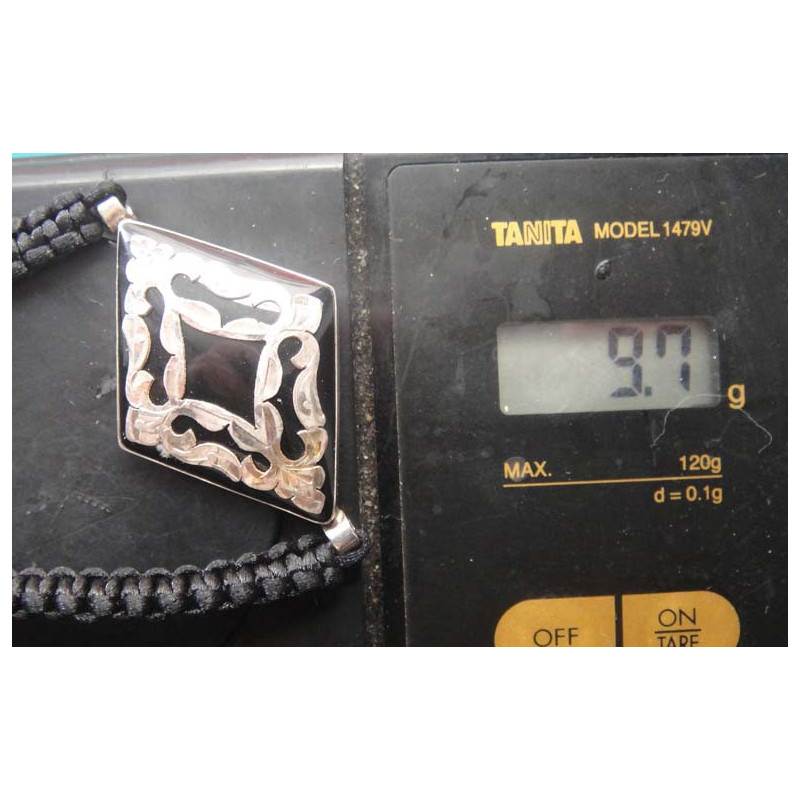 TANITA MODEL 1479V
9.7 g
MAX. 120g
d = 0.1g
OFF ON
TARE